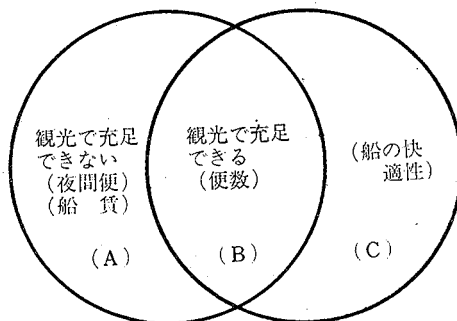 観光で充足
できない
(夜間便)
(船　賃)
(A)
観光で充足
できる
(便数)
(B)
(船の快
適性)
(C)